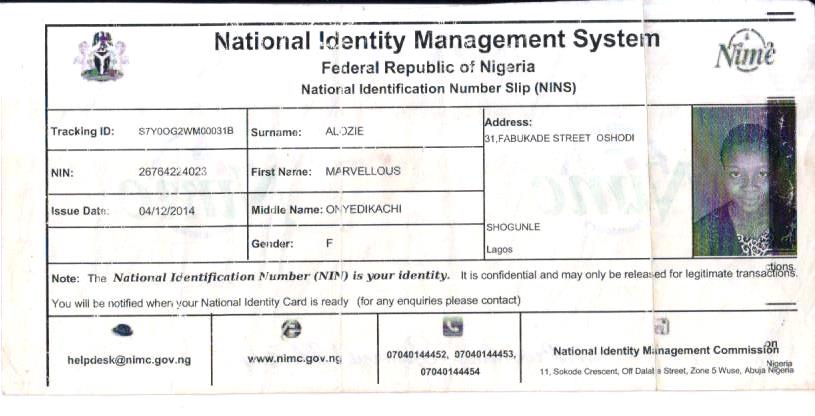 National Identity Management System
Federal Republic of Nigeria
National Identification Number Slip (NINS)
Nimc
Tracking ID: S7Y0OG2WM00031B
Surname: ALOZIE
Address:
31,FABUKADE STREET OSHODI
NIN: 26764224023
First Name: MARVELLOUS
Issue Date: 04/12/2014
Middle Name: ONYEDIKACHI
SHOGUNLE
Gender: F
Lagos
Note: The National Identification Number (NIN) is your identity. It is confidential and may only be released for legitimate transactions.
ctions.
You will be notified when your National Identity Card is ready (for any enquiries please contact)
helpdesk@nimc.gov.ng
www.nimc.gov.ng
07040144452, 07040144453,
07040144454
National Identity Management Commission
on
11, Sokode Crescent, Off Dalaba Street, Zone 5 Wuse, Abuja Nigeria
Nigeria